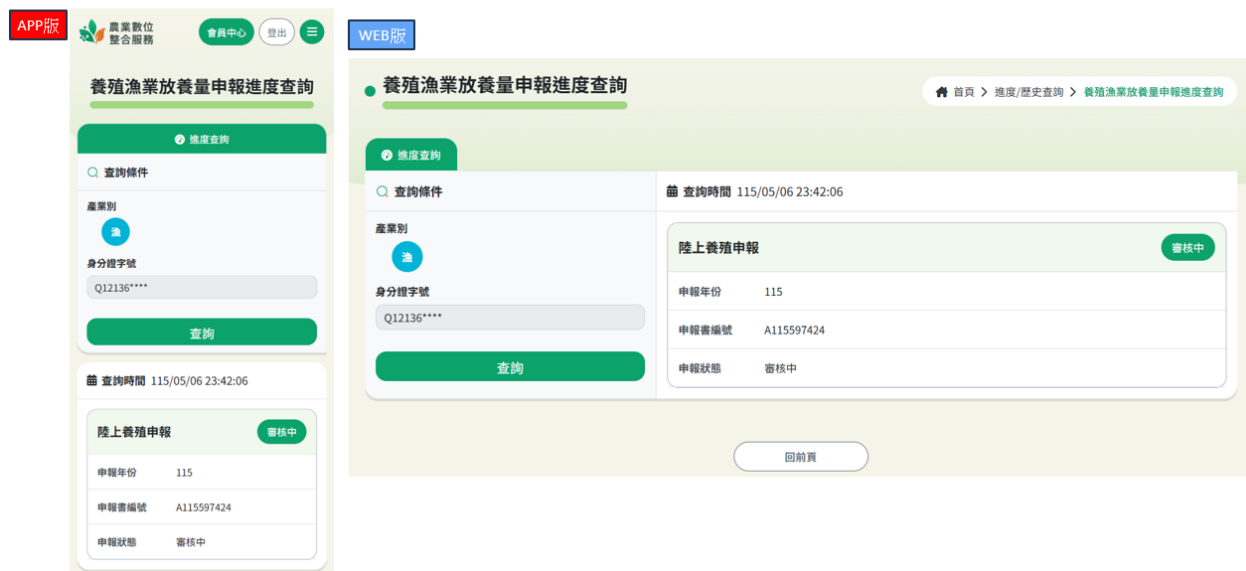 APP版
農業數位
整合服務
會員中心
登出
養殖漁業放養量申報進度查詢
進度查詢
查詢條件
產業別
漁
身分證字號
Q12136****
查詢
查詢時間 115/05/06 23:42:06
陸上養殖申報
審核中
申報年份 115
申報書編號 A115597424
申報狀態 審核中
WEB版
養殖漁業放養量申報進度查詢
首頁 > 進度/歷史查詢 > 養殖漁業放養量申報進度查詢
進度查詢
查詢條件
產業別
漁
身分證字號
Q12136****
查詢
查詢時間 115/05/06 23:42:06
陸上養殖申報
審核中
申報年份 115
申報書編號 A115597424
申報狀態 審核中
回前頁